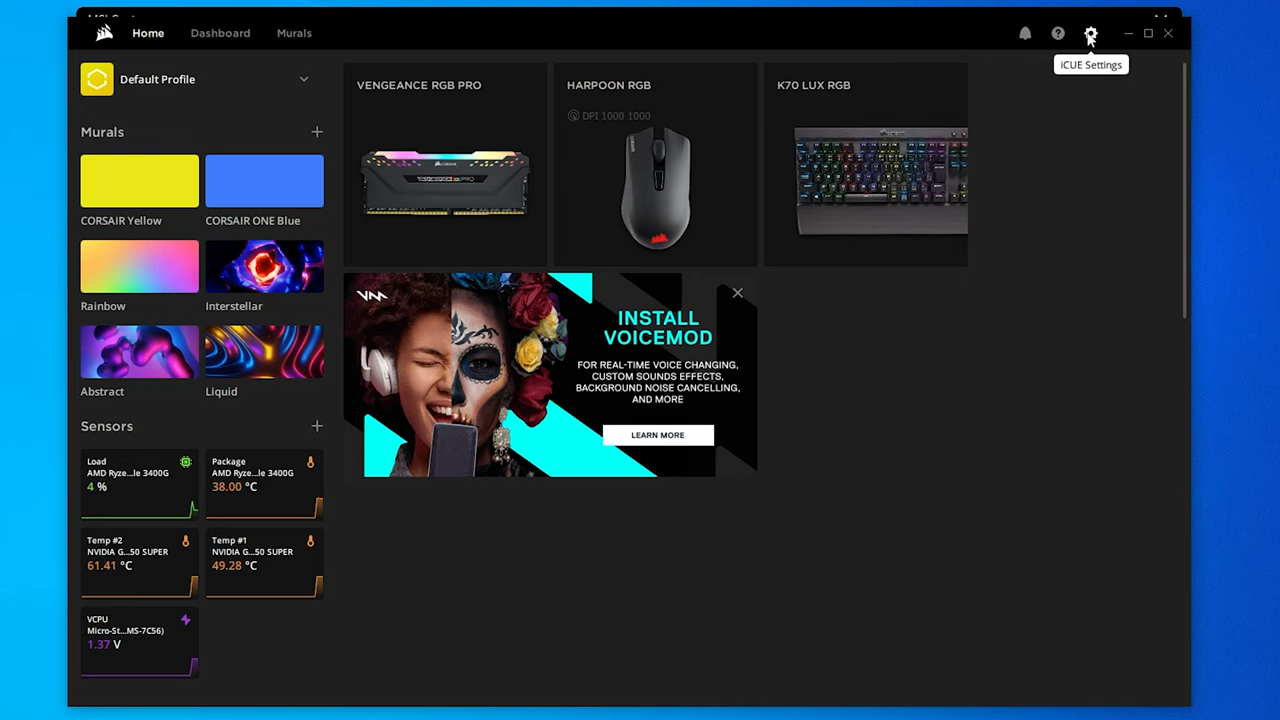 Home
Dashboard
Murals
iCUE Settings
Default Profile
Murals
CORSAIR Yellow
CORSAIR ONE Blue
Rainbow
Interstellar
Abstract
Liquid
Sensors
Load
AMD Ryze...le 3400G
4 %
Package
AMD Ryze...le 3400G
38.00 °C
Temp #2
NVIDIA G...50 SUPER
61.41 °C
Temp #1
NVIDIA G...50 SUPER
49.28 °C
VCPU
Micro-St...MS-7C56)
1.37 V
VENGEANCE RGB PRO
HARPOON RGB
DPI 1000 1000
K70 LUX RGB
INSTALL
VOICEMOD
FOR REAL-TIME VOICE CHANGING,
CUSTOM SOUNDS EFFECTS,
BACKGROUND NOISE CANCELLING,
AND MORE
LEARN MORE